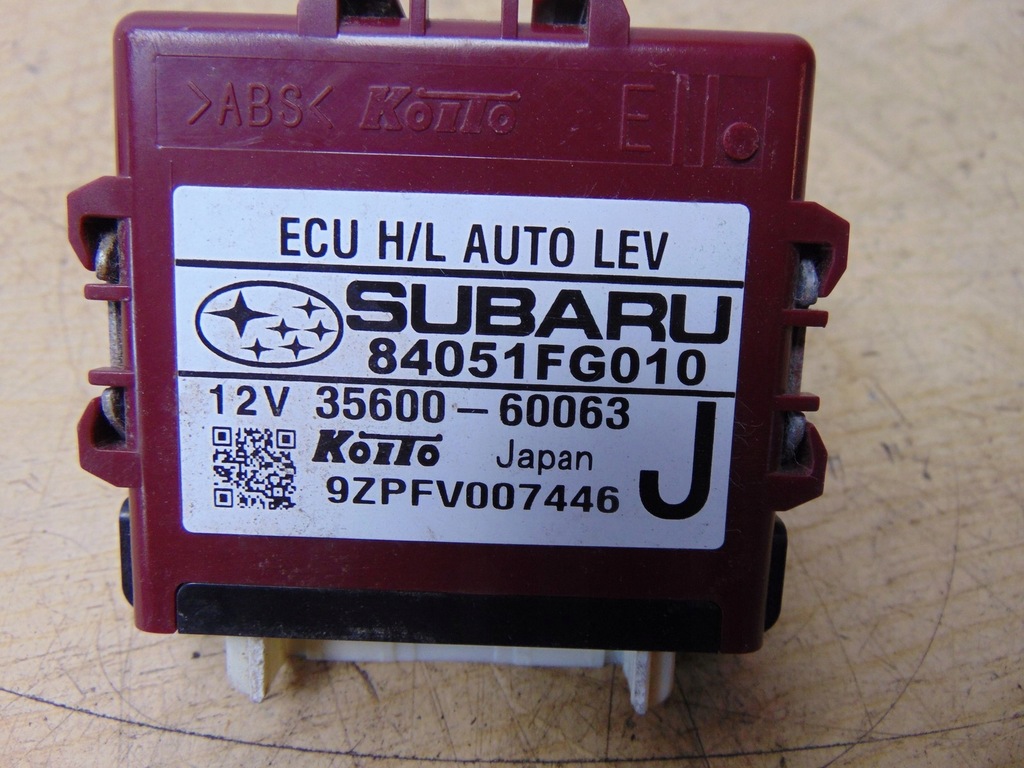 >ABS< KOITO E
ECU H/L AUTO LEV
SUBARU
84051FG010
12V 35600-60063
KOITO Japan J
9ZPFV007446